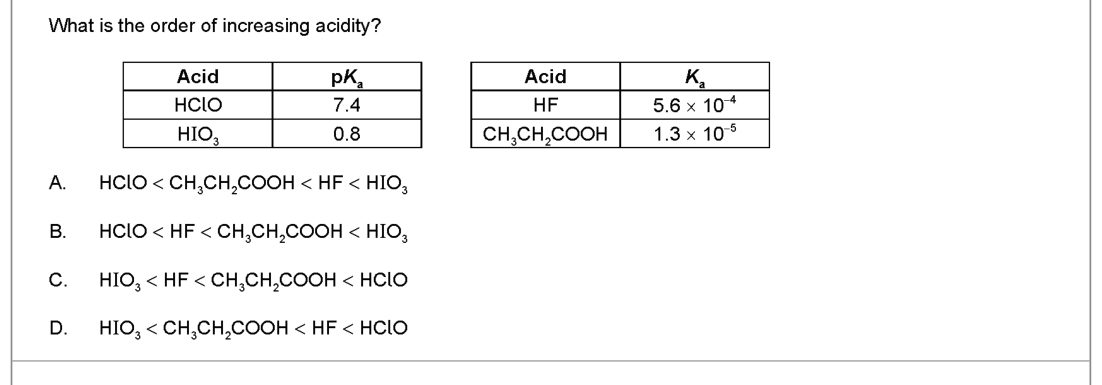 What is the order of increasing acidity?
Acid pKₐ Acid Kₐ
HClO 7.4 HF 5.6 × 10⁻⁴
HIO₃ 0.8 CH₃CH₂COOH 1.3 × 10⁻⁵
A. HClO < CH₃CH₂COOH < HF < HIO₃
B. HClO < HF < CH₃CH₂COOH < HIO₃
C. HIO₃ < HF < CH₃CH₂COOH < HClO
D. HIO₃ < CH₃CH₂COOH < HF < HClO